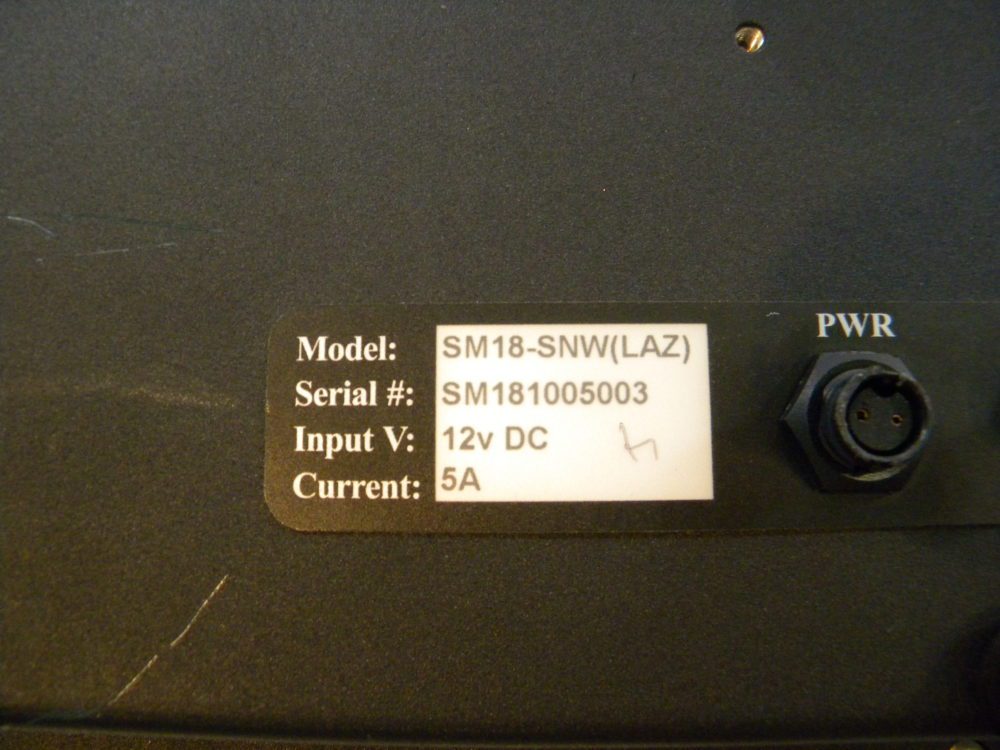 PWR
Model: SM18-SNW(LAZ)
Serial #: SM181005003
Input V: 12v DC
Current: 5A